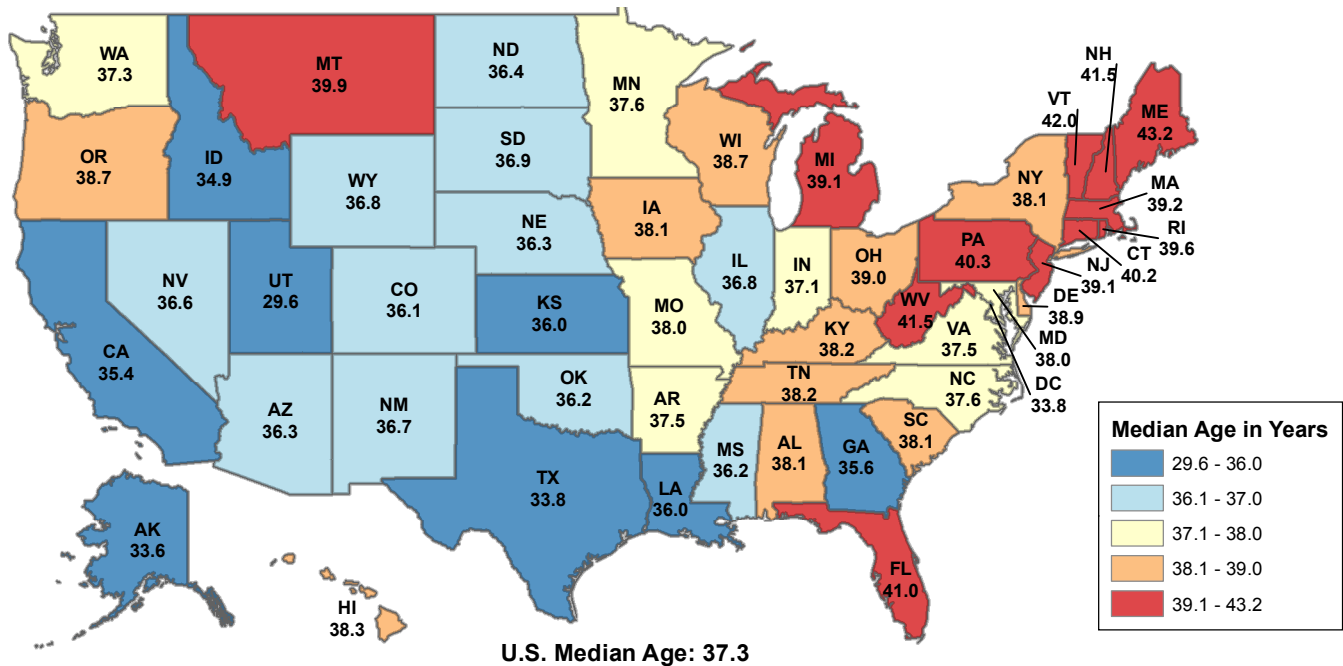 WA
37.3
MT
39.9
ND
36.4
MN
37.6
NH
41.5
VT
42.0
ME
43.2
OR
38.7
ID
34.9
SD
36.9
WI
38.7
MI
39.1
NY
38.1
MA
39.2
RI
39.6
CT
40.2
NJ
39.1
WY
36.8
NE
36.3
IA
38.1
IL
36.8
IN
37.1
OH
39.0
PA
40.3
DE
38.9
MD
38.0
DC
33.8
NV
36.6
UT
29.6
CO
36.1
KS
36.0
MO
38.0
KY
38.2
WV
41.5
VA
37.5
CA
35.4
AZ
36.3
NM
36.7
OK
36.2
AR
37.5
TN
38.2
NC
37.6
SC
38.1
TX
33.8
LA
36.0
MS
36.2
AL
38.1
GA
35.6
FL
41.0
AK
33.6
HI
38.3
U.S. Median Age: 37.3
Median Age in Years
29.6 - 36.0
36.1 - 37.0
37.1 - 38.0
38.1 - 39.0
39.1 - 43.2